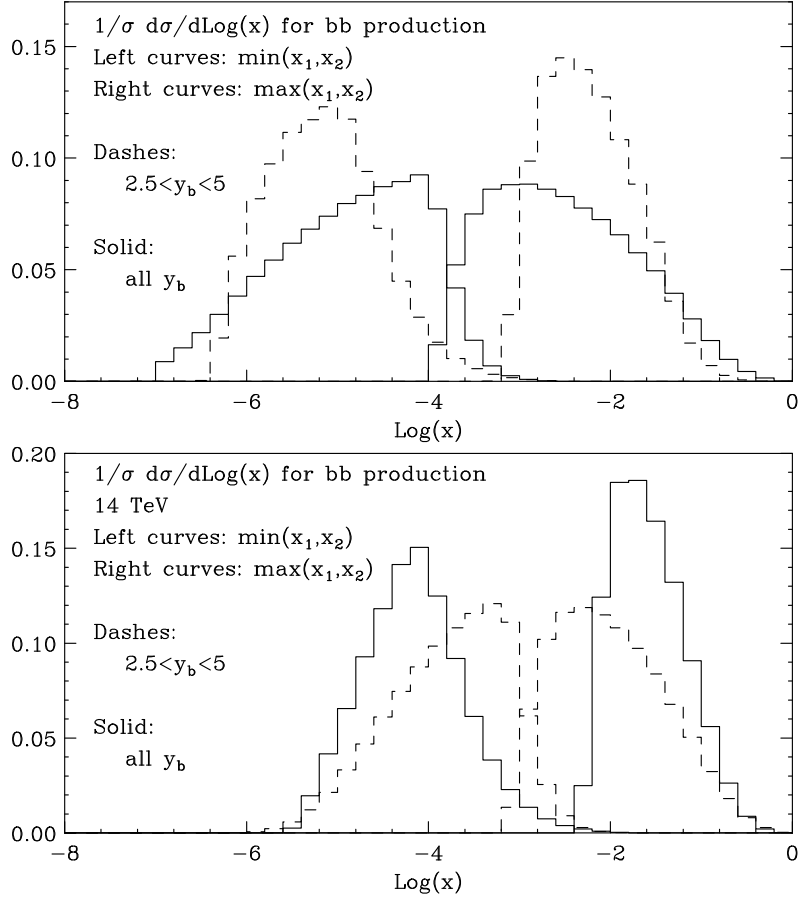 1/σ dσ/dLog(x) for bb production
Left curves: min(x₁,x₂)
Right curves: max(x₁,x₂)
Dashes:
2.5<y_b<5
Solid:
all y_b
0.15
0.10
0.05
0.00
−8 −6 −4 −2 0
Log(x)
1/σ dσ/dLog(x) for bb production
14 TeV
Left curves: min(x₁,x₂)
Right curves: max(x₁,x₂)
Dashes:
2.5<y_b<5
Solid:
all y_b
0.20
0.15
0.10
0.05
0.00
−8 −6 −4 −2 0
Log(x)